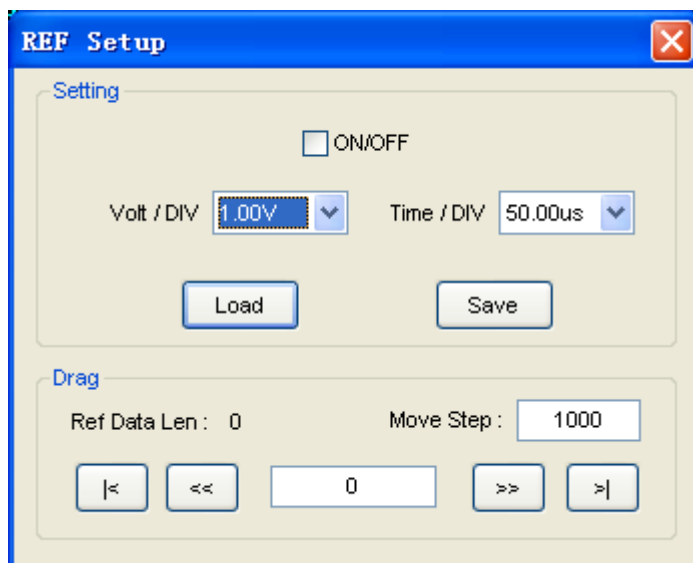 REF Setup
Setting
ON/OFF
Volt / DIV 1.00V Time / DIV 50.00us
Load Save
Drag
Ref Data Len : 0 Move Step : 1000
|< << 0 >> >|